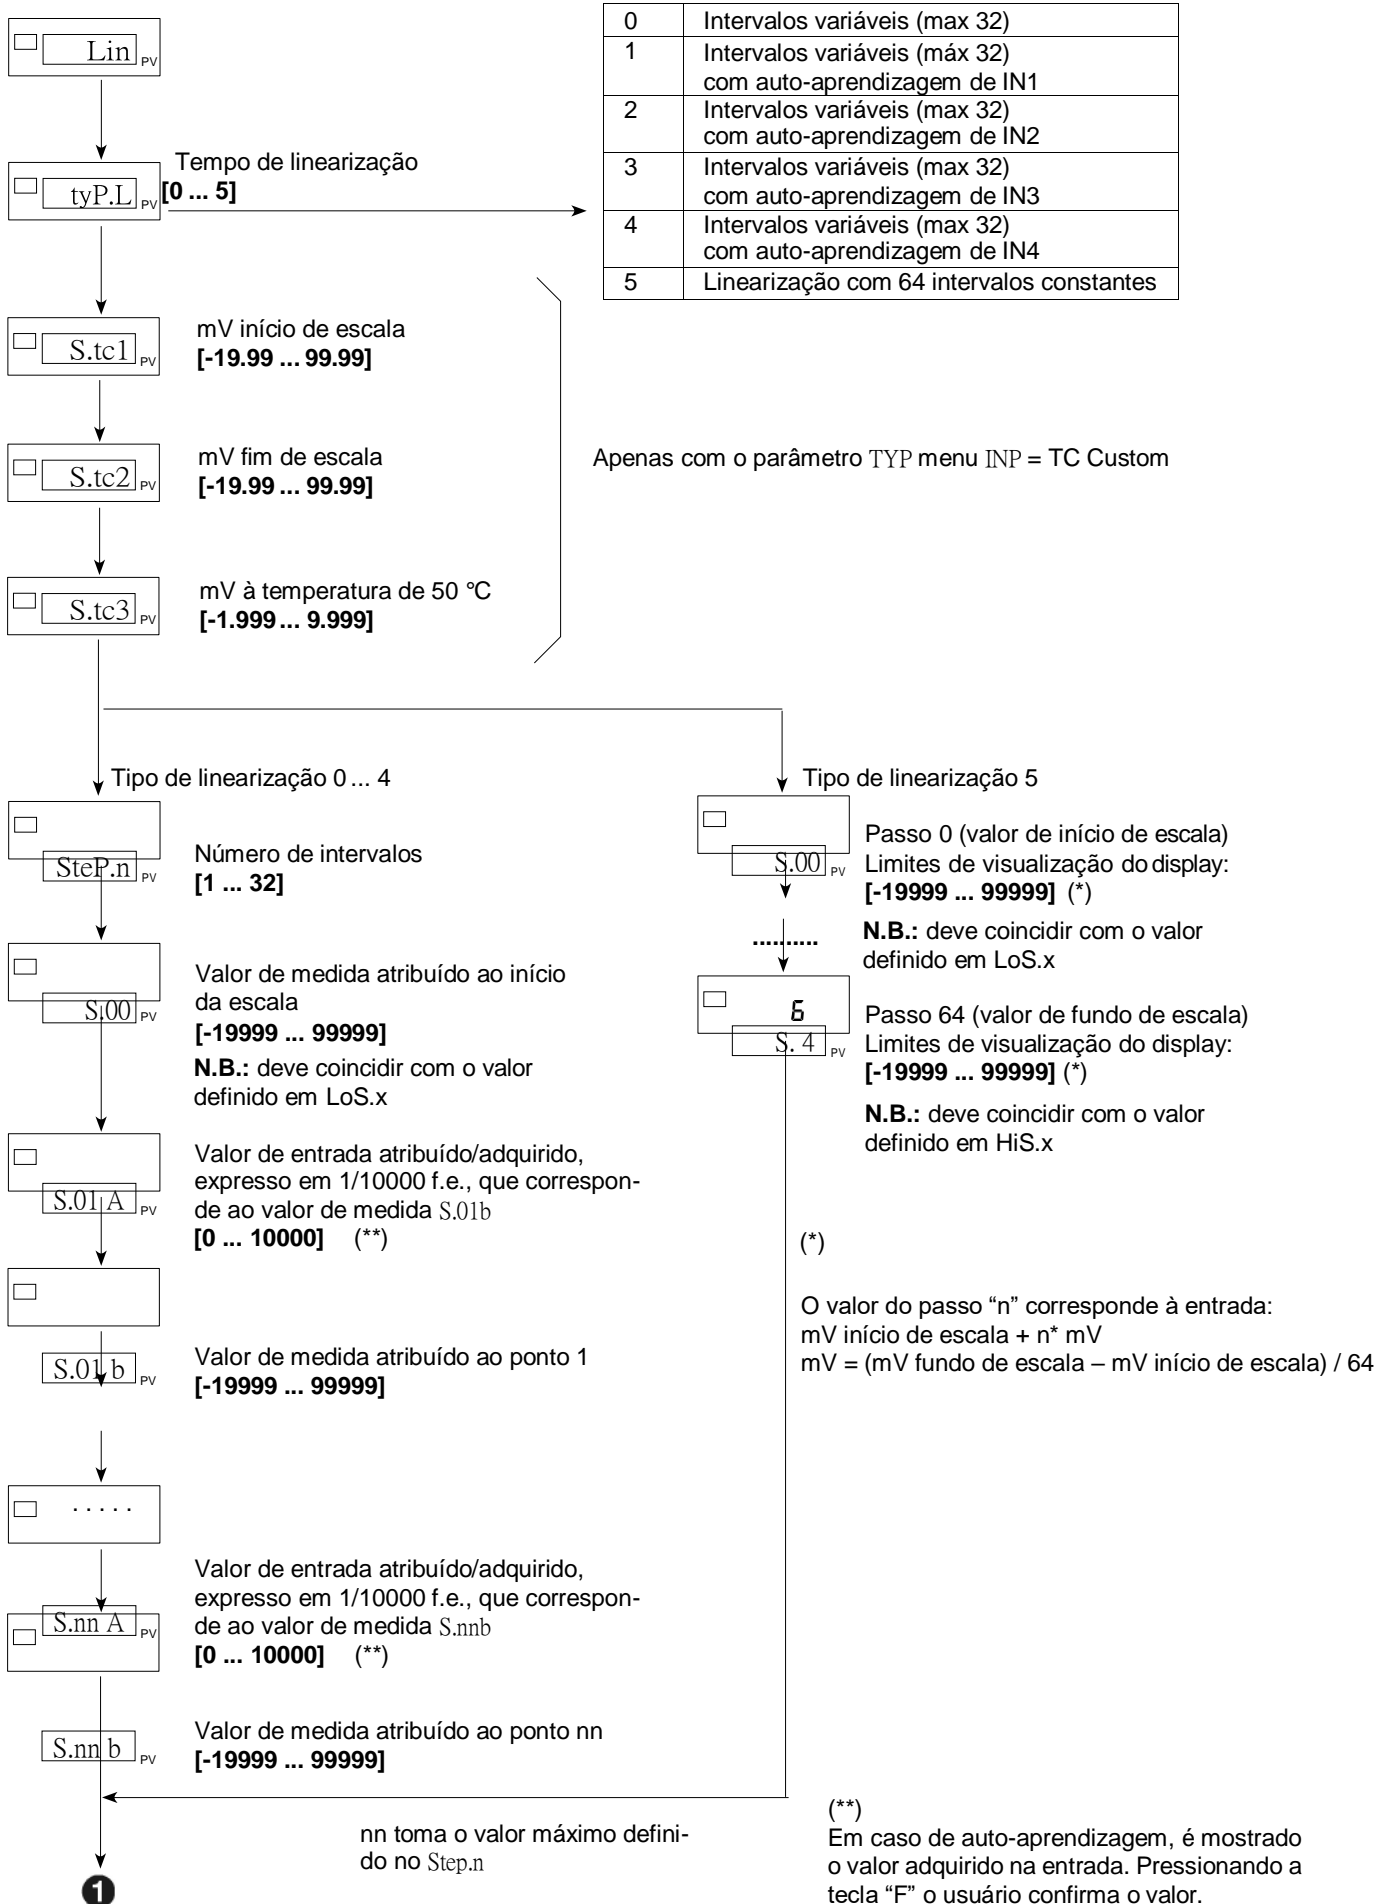 Lin PV
0 Intervalos variáveis (max 32)
1 Intervalos variáveis (máx 32)
com auto-aprendizagem de IN1
2 Intervalos variáveis (max 32)
com auto-aprendizagem de IN2
3 Intervalos variáveis (max 32)
com auto-aprendizagem de IN3
4 Intervalos variáveis (max 32)
com auto-aprendizagem de IN4
5 Linearização com 64 intervalos constantes
tyP.L PV
Tempo de linearização
[0 ... 5]
S.tc1 PV
mV início de escala
[-19.99 ... 99.99]
S.tc2 PV
mV fim de escala
[-19.99 ... 99.99]
Apenas com o parâmetro TYP menu INP = TC Custom
S.tc3 PV
mV à temperatura de 50 °C
[-1.999 ... 9.999]
Tipo de linearização 0 ... 4
SteP.n PV
Número de intervalos
[1 ... 32]
S.00 PV
Valor de medida atribuído ao início
da escala
[-19999 ... 99999]
N.B.: deve coincidir com o valor
definido em LoS.x
S.01 A PV
Valor de entrada atribuído/adquirido,
expresso em 1/10000 f.e., que correspon-
de ao valor de medida S.01b
[0 ... 10000] (**)
S.01 b PV
Valor de medida atribuído ao ponto 1
[-19999 ... 99999]
. . . . .
S.nn A PV
Valor de entrada atribuído/adquirido,
expresso em 1/10000 f.e., que correspon-
de ao valor de medida S.nnb
[0 ... 10000] (**)
S.nn b PV
Valor de medida atribuído ao ponto nn
[-19999 ... 99999]
nn toma o valor máximo defini-
do no Step.n
1
Tipo de linearização 5
S.00 PV
Passo 0 (valor de início de escala)
Limites de visualização do display:
[-19999 ... 99999] (*)
N.B.: deve coincidir com o valor
definido em LoS.x
..........
6
S. 4 PV
Passo 64 (valor de fundo de escala)
Limites de visualização do display:
[-19999 ... 99999] (*)
N.B.: deve coincidir com o valor
definido em HiS.x
(*)
O valor do passo “n” corresponde à entrada:
mV início de escala + n* mV
mV = (mV fundo de escala – mV início de escala) / 64
(**)
Em caso de auto-aprendizagem, é mostrado
o valor adquirido na entrada. Pressionando a
tecla “F” o usuário confirma o valor.